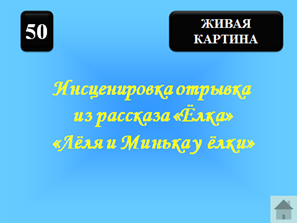 50
ЖИВАЯ
КАРТИНА
Инсценировка отрывка
из рассказа «Ёлка»
«Лёля и Минька у ёлки»